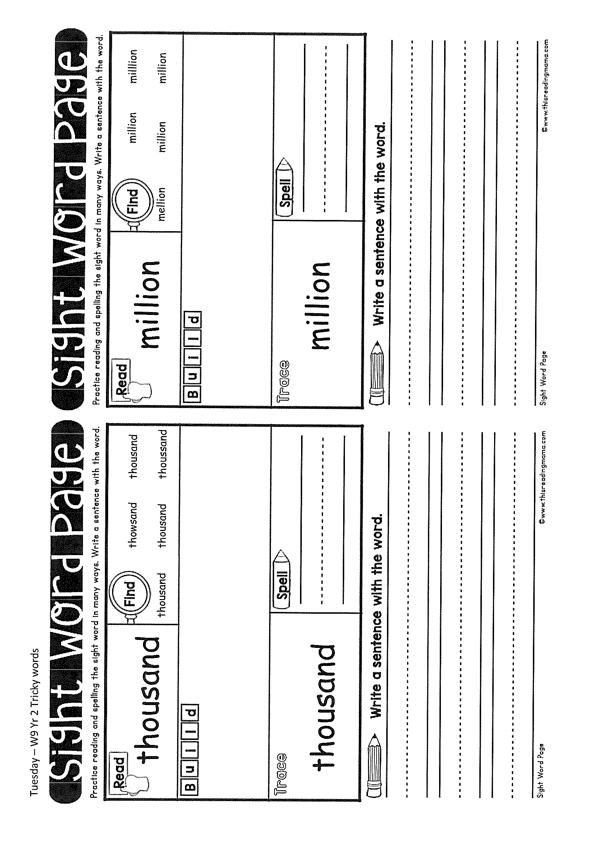 Tuesday – W9 Yr 2 Tricky words
Sight Word Page
Practice reading and spelling the sight word in many ways. Write a sentence with the word.
Read
thousand
Find
thowsand thousand
thousand thousand thoussand
Build
Trace
thousand
Spell
Write a sentence with the word.
Sight Word Page ©www.thisreadingmama.com
Sight Word Page
Practice reading and spelling the sight word in many ways. Write a sentence with the word.
Read
million
Find
million milllion
mellion million million
Build
Trace
million
Spell
Write a sentence with the word.
Sight Word Page ©www.thisreadingmama.com